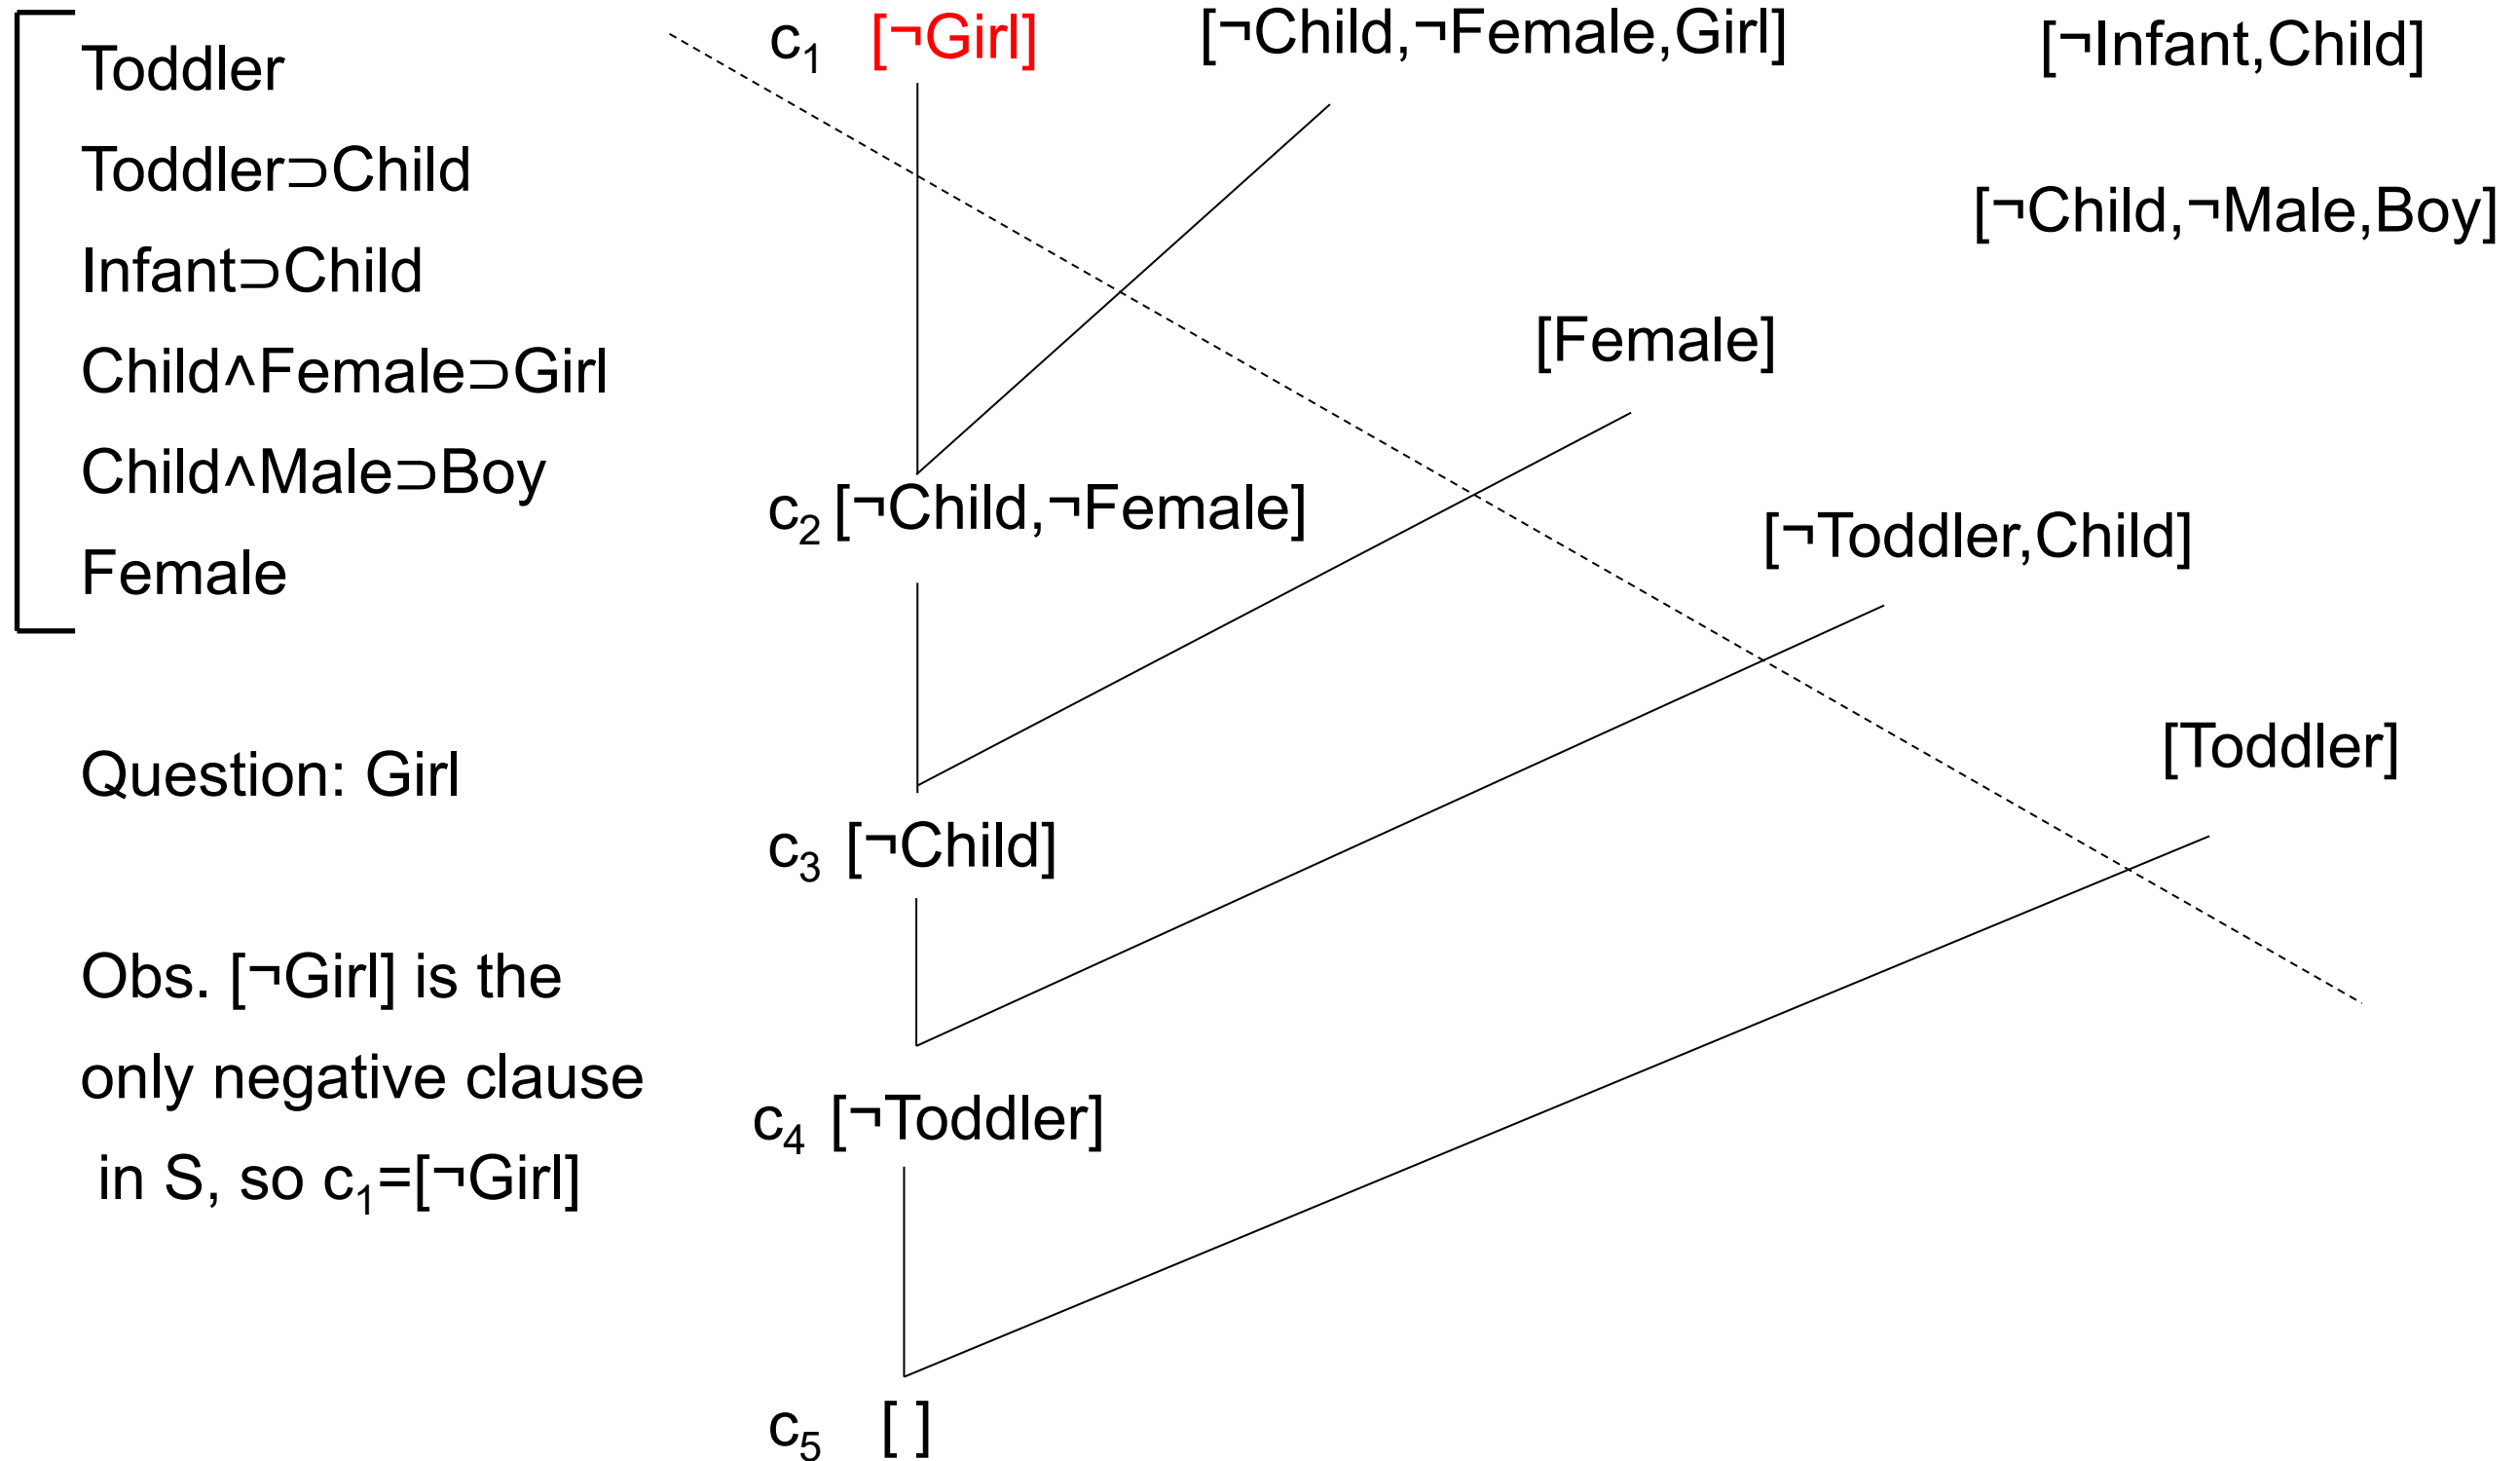 Toddler
Toddler⊃Child
Infant⊃Child
Child˄Female⊃Girl
Child˄Male⊃Boy
Female
Question: Girl
Obs. [¬Girl] is the
only negative clause
in S, so c₁=[¬Girl]
c₁ [¬Girl]
[¬Child,¬Female,Girl]
[¬Infant,Child]
[¬Child,¬Male,Boy]
[Female]
c₂ [¬Child,¬Female]
[¬Toddler,Child]
[Toddler]
c₃ [¬Child]
c₄ [¬Toddler]
c₅ [ ]